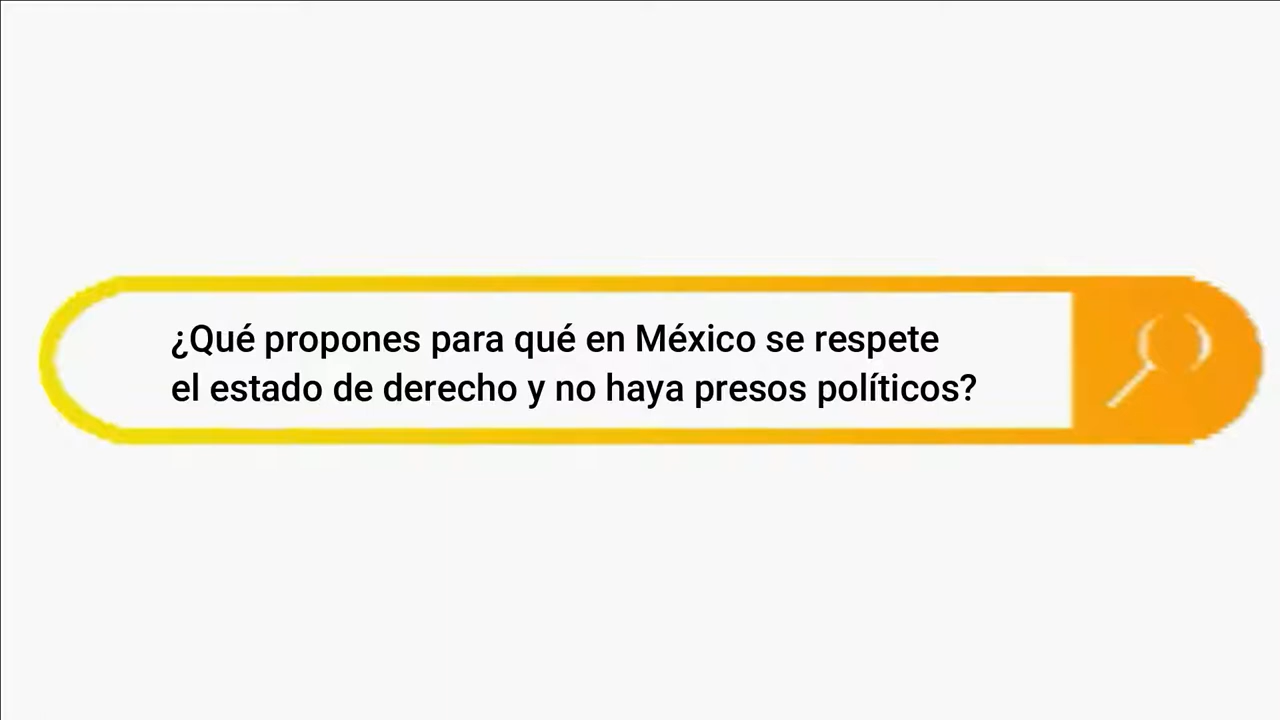 ¿Qué propones para qué en México se respete
el estado de derecho y no haya presos políticos?